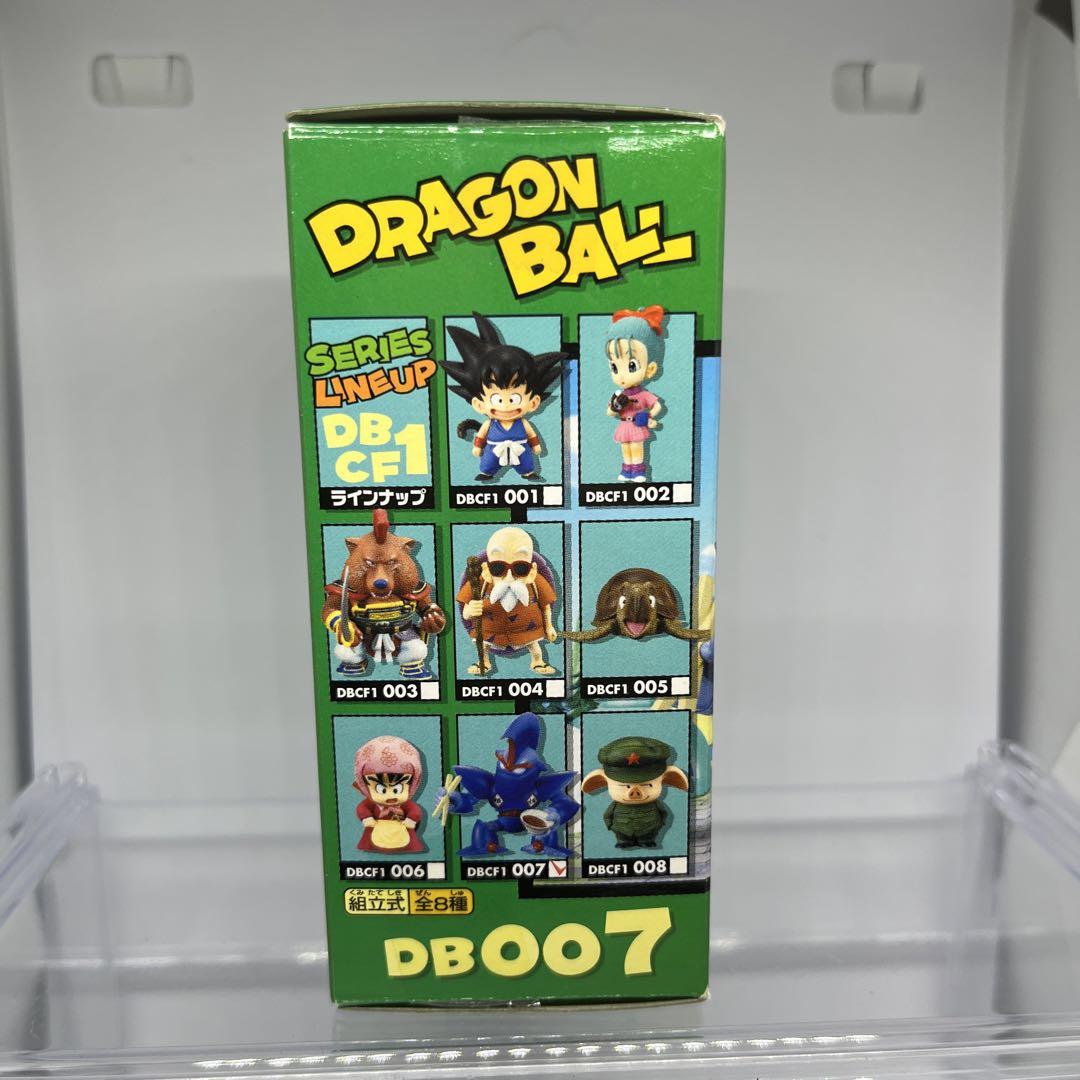 DRAGON
BALL
SERIES
LINEUP
DB
CF1
ラインナップ
DBCF1 001
DBCF1 002
DBCF1 003
DBCF1 004
DBCF1 005
DBCF1 006
DBCF1 007
DBCF1 008
くみ たて しき ぜん しゅ
組立式 全8種
DB007